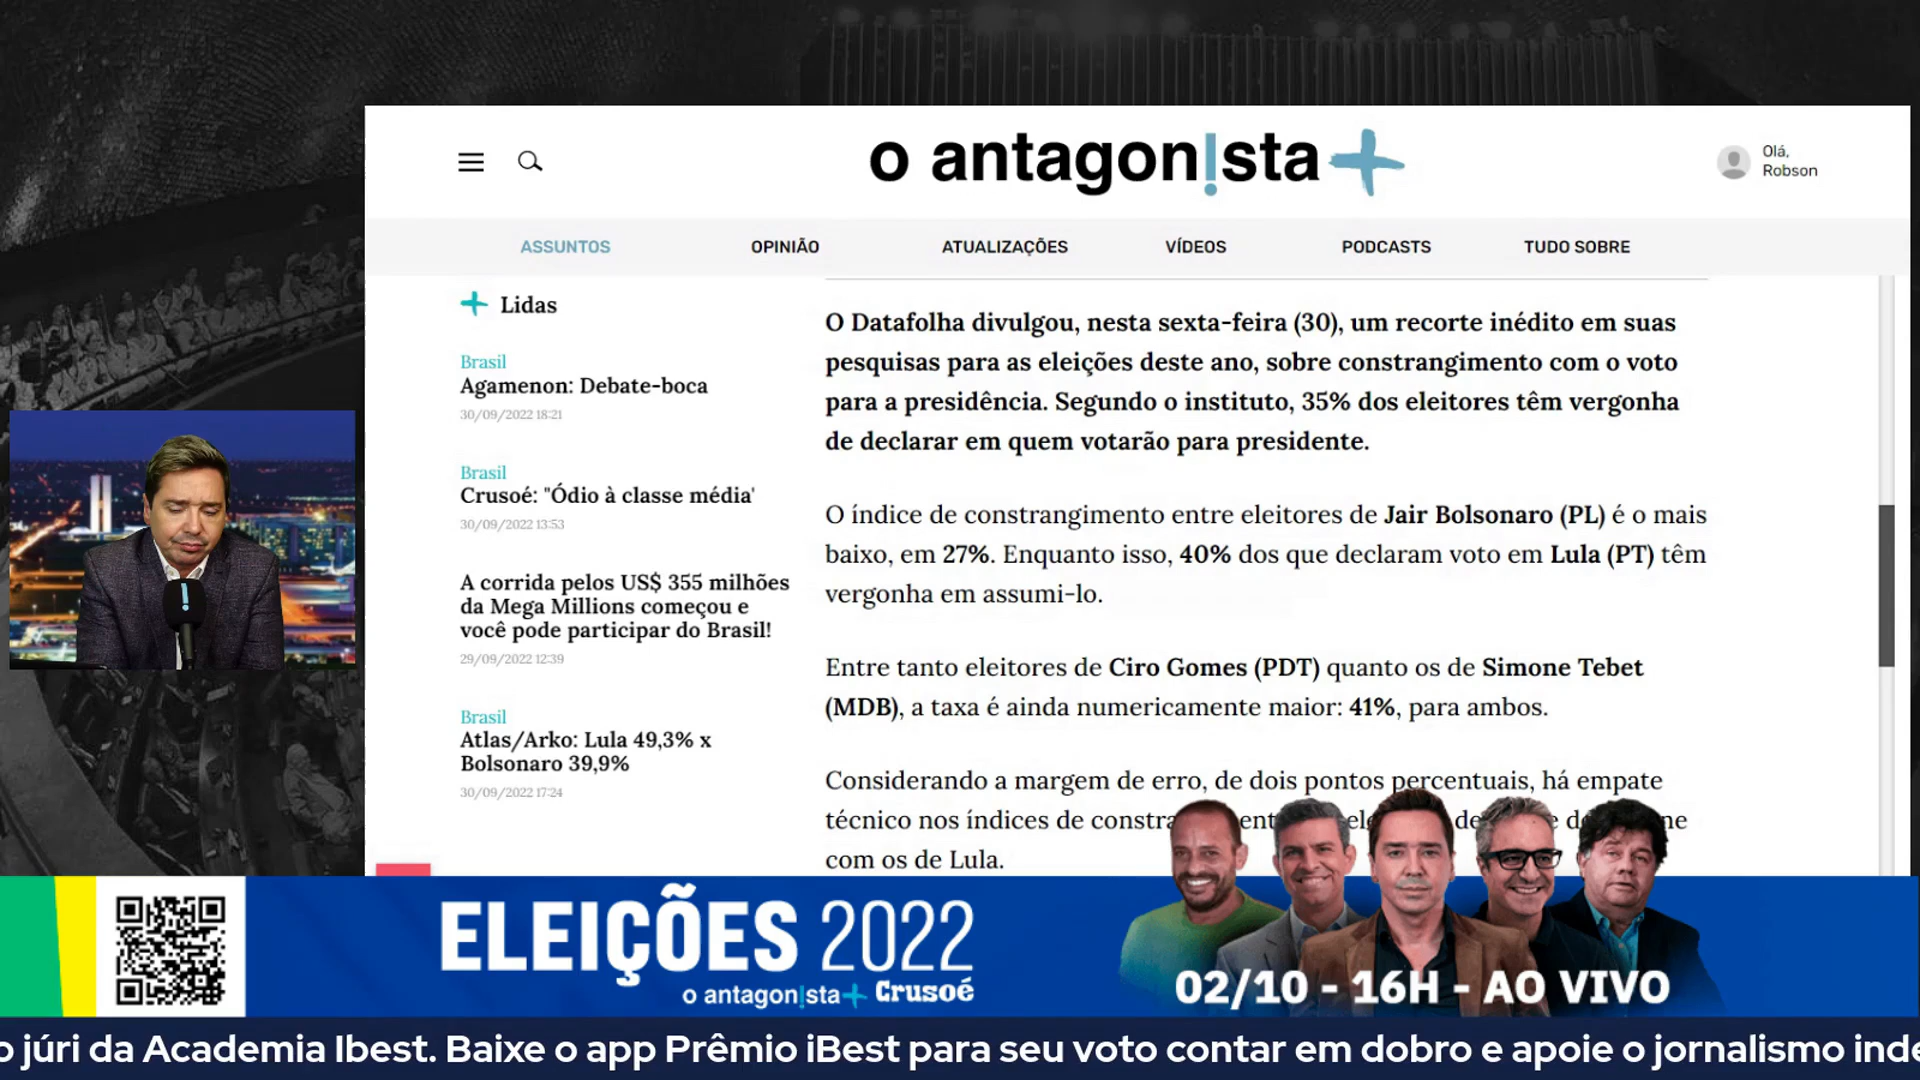 o antagon!sta+
Olá,
Robson
ASSUNTOS
OPINIÃO
ATUALIZAÇÕES
VÍDEOS
PODCASTS
TUDO SOBRE
+ Lidas
Brasil
Agamenon: Debate-boca
30/09/2022 18:21
Brasil
Crusoé: "Ódio à classe média'
30/09/2022 13:53
A corrida pelos US$ 355 milhões
da Mega Millions começou e
você pode participar do Brasil!
29/09/2022 12:39
Brasil
Atlas/Arko: Lula 49,3% x
Bolsonaro 39,9%
30/09/2022 17:24
O Datafolha divulgou, nesta sexta-feira (30), um recorte inédito em suas
pesquisas para as eleições deste ano, sobre constrangimento com o voto
para a presidência. Segundo o instituto, 35% dos eleitores têm vergonha
de declarar em quem votarão para presidente.
O índice de constrangimento entre eleitores de Jair Bolsonaro (PL) é o mais
baixo, em 27%. Enquanto isso, 40% dos que declaram voto em Lula (PT) têm
vergonha em assumi-lo.
Entre tanto eleitores de Ciro Gomes (PDT) quanto os de Simone Tebet
(MDB), a taxa é ainda numericamente maior: 41%, para ambos.
Considerando a margem de erro, de dois pontos percentuais, há empate
técnico nos índices de
com os de Lula.
ELEIÇÕES 2022
o antagon!sta+ Crusoé
02/10 - 16H - AO VIVO
o júri da Academia Ibest. Baixe o app Prêmio iBest para seu voto contar em dobro e apoie o jornalismo inde